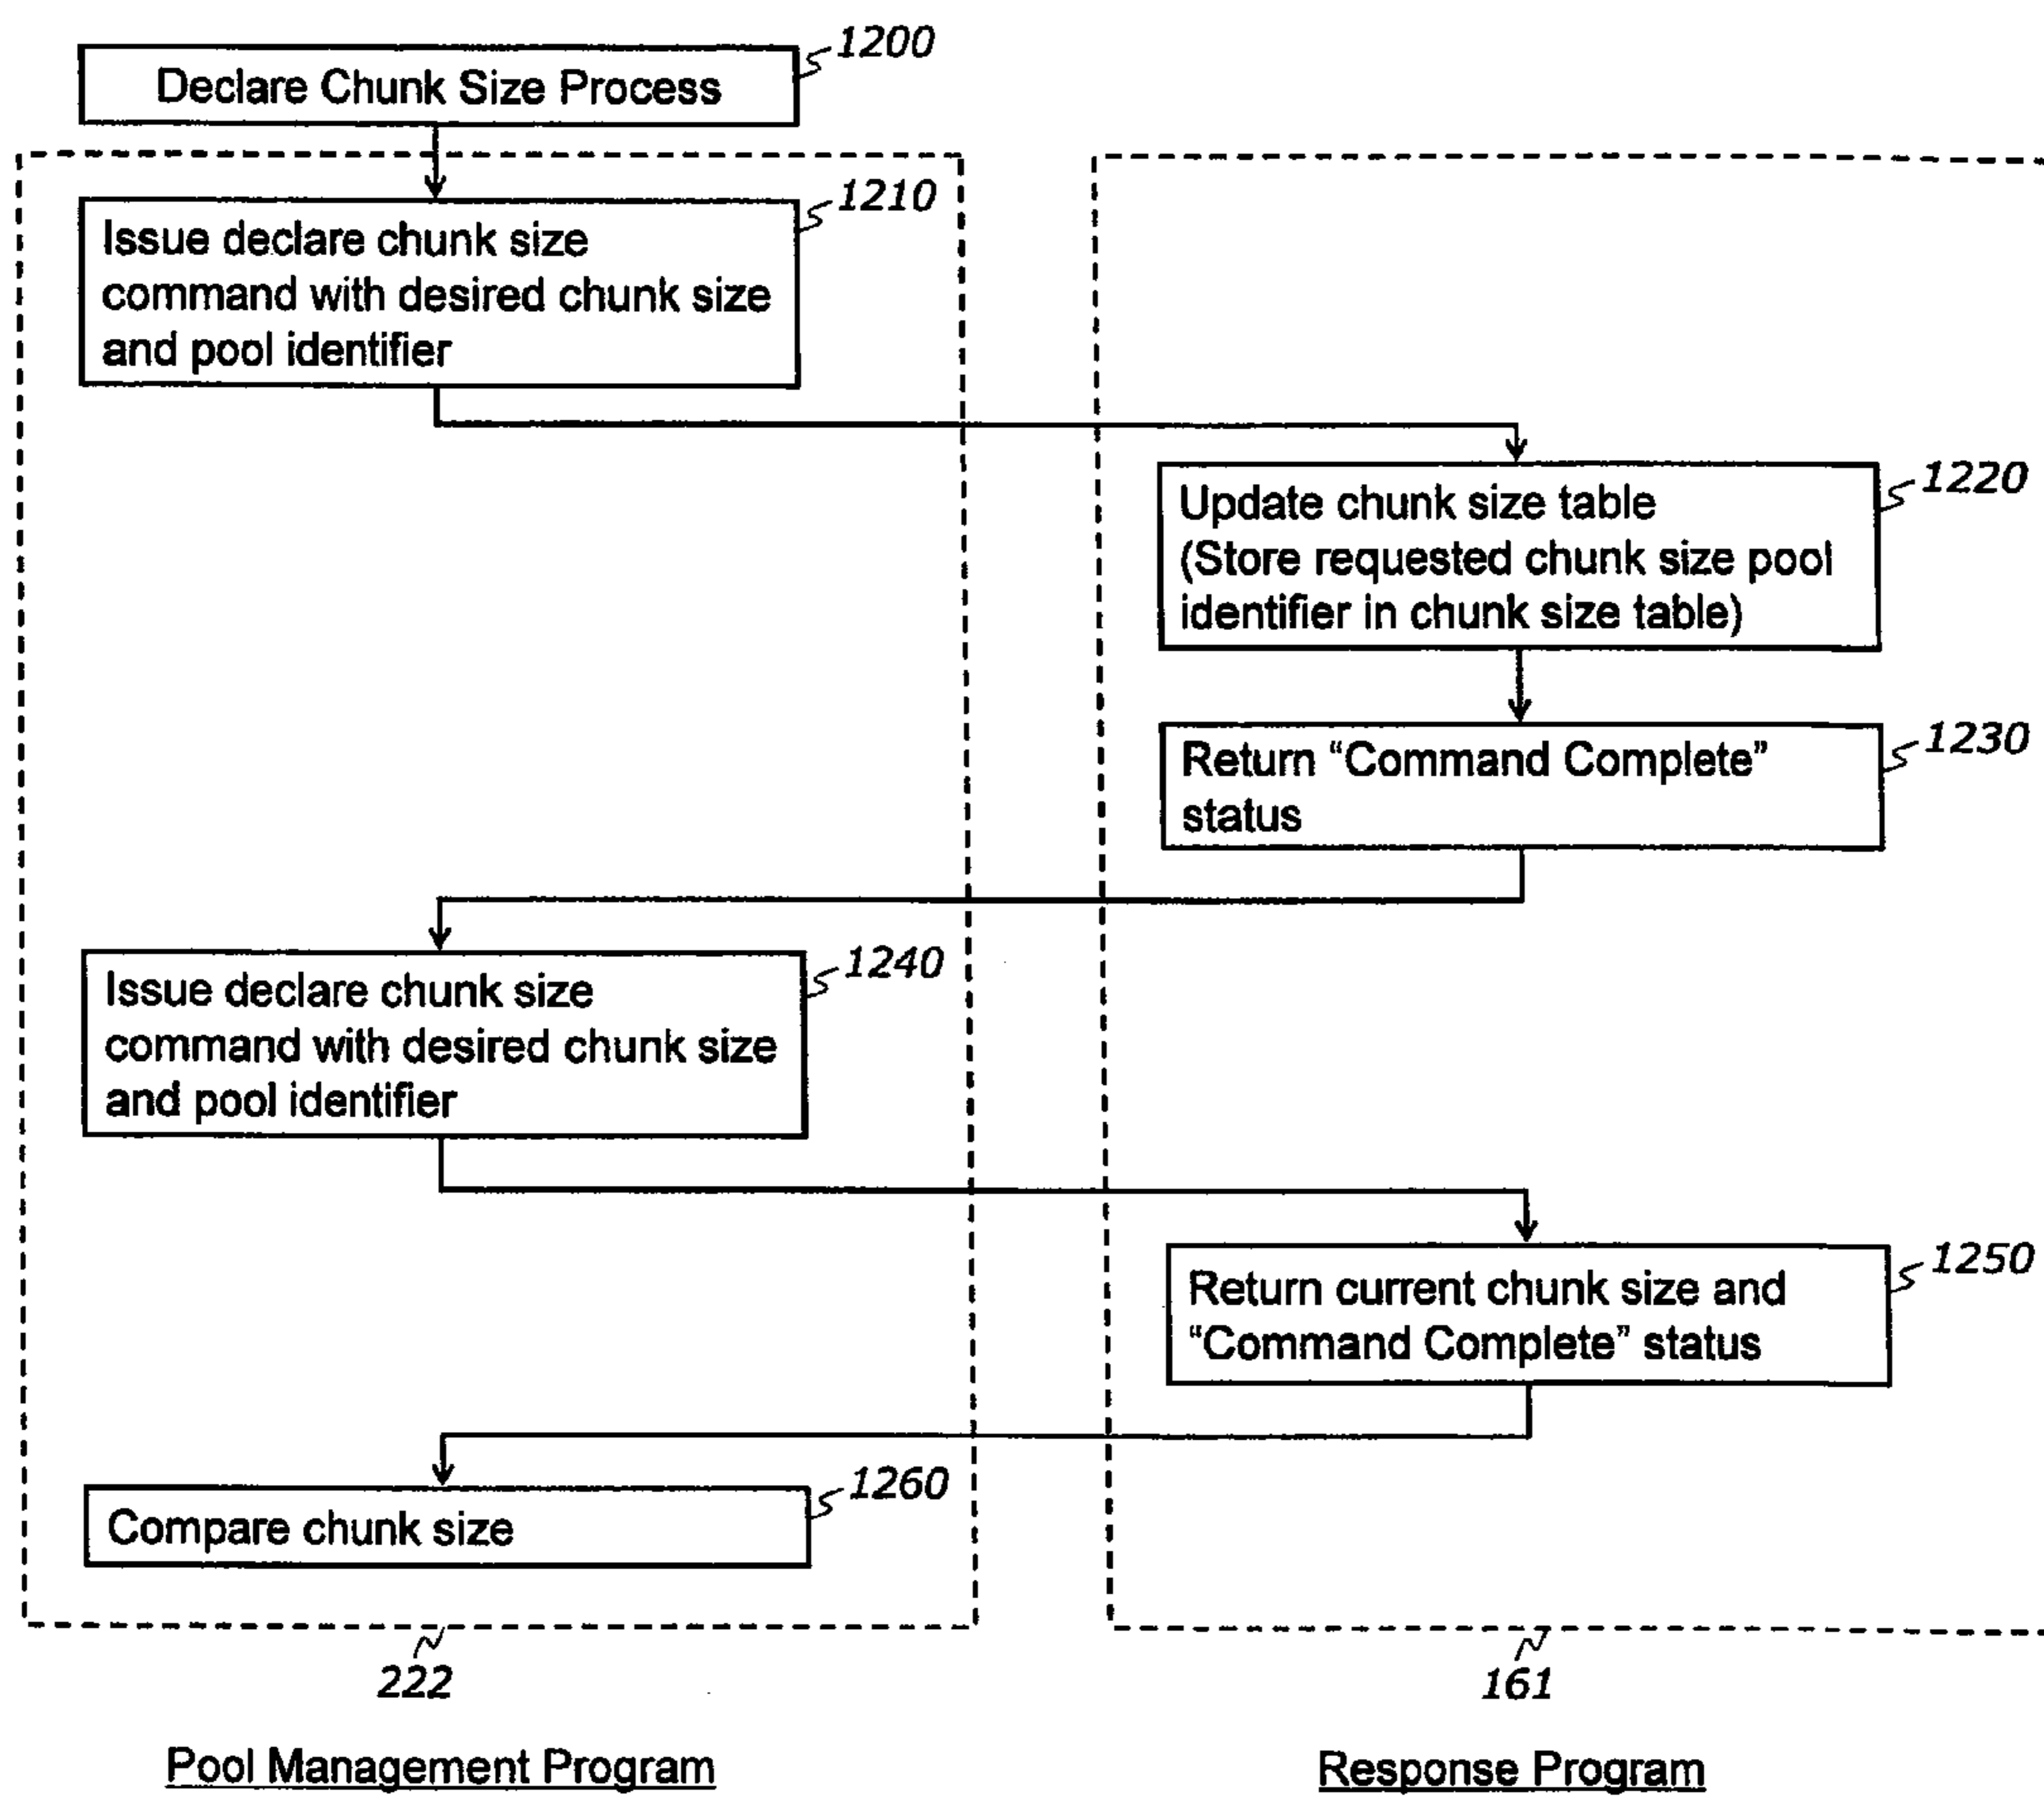 1200
Declare Chunk Size Process
1210
Issue declare chunk size
command with desired chunk size
and pool identifier
1220
Update chunk size table
(Store requested chunk size pool
identifier in chunk size table)
1230
Return “Command Complete”
status
1240
Issue declare chunk size
command with desired chunk size
and pool identifier
1250
Return current chunk size and
“Command Complete” status
1260
Compare chunk size
222
161
Pool Management Program
Response Program